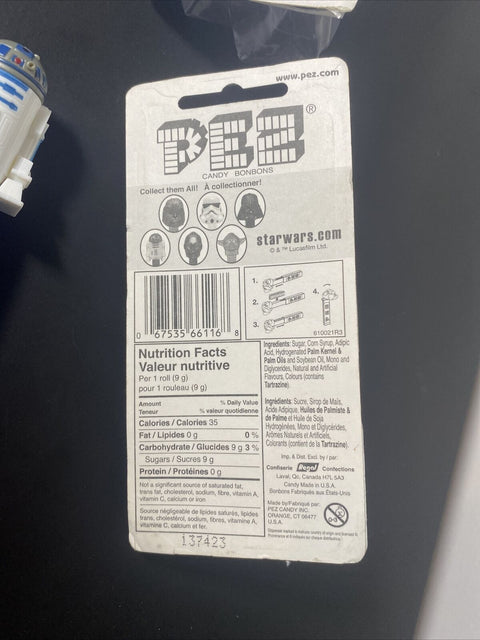 www.pez.com
PEZ®
CANDY BONBONS
Collect them All! À collectionner!
starwars.com
© & ™ Lucasfilm Ltd.
1.
2.
3.
4.
610021R3
0 67535 66116 8
Nutrition Facts
Valeur nutritive
Per 1 roll (9 g)
pour 1 rouleau (9 g)
Amount % Daily Value
Teneur % valeur quotidienne
Calories / Calories 35
Fat / Lipides 0 g 0 %
Carbohydrate / Glucides 9 g 3 %
Sugars / Sucres 9 g
Protein / Protéines 0 g
Not a significant source of saturated fat,
trans fat, cholesterol, sodium, fibre, vitamin A,
vitamin C, calcium or iron.
Source négligeable de lipides saturés, lipides
trans, cholestérol, sodium, fibres, vitamine A,
vitamine C, calcium et fer.
137423
Ingredients: Sugar, Corn Syrup, Adipic
Acid, Hydrogenated Palm Kernel &
Palm Oils and Soybean Oil, Mono and
Diglycerides, Natural and Artificial
Flavours, Colours (contains
Tartrazine).
Ingrédients: Sucre, Sirop de Maïs,
Acide Adipique, Huiles de Palmiste &
de Palme et Huile de Soja
Hydrogénées, Mono et Diglycérides,
Arômes Naturels et Artificiels,
Colorants (contient de la Tartrazine).
Imp. & Dist. Excl. by / par:
Confiserie Regal Confections
Laval, Qc, Canada H7L 5A3
Candy Made in U.S.A.
Bonbons Fabriqués aux États-Unis
Made by/Fabriqué par:
PEZ CANDY INC.
ORANGE, CT 06477
U.S.A.